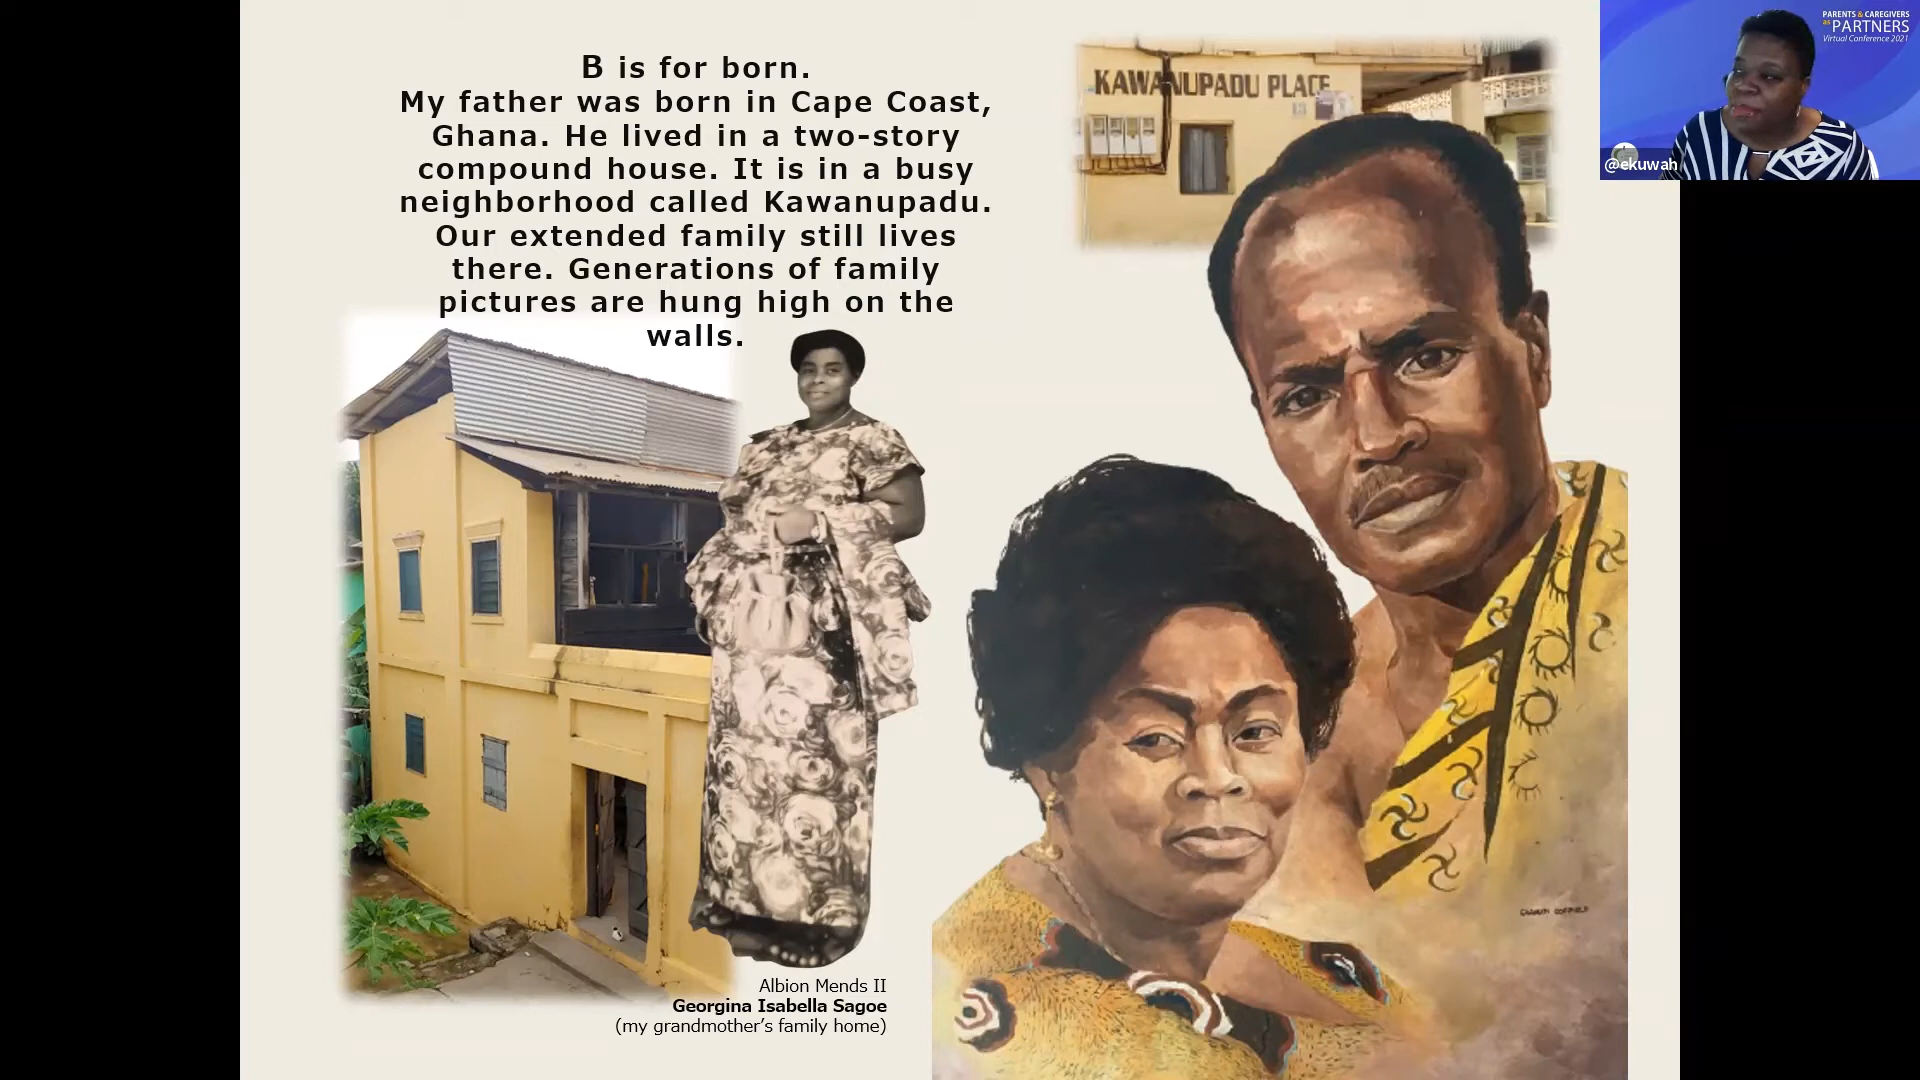 B is for born.
My father was born in Cape Coast,
Ghana. He lived in a two-story
compound house. It is in a busy
neighborhood called Kawanupadu.
Our extended family still lives
there. Generations of family
pictures are hung high on the
walls.
KAWANUPADU PLACE
PARENTS & CAREGIVERS
as PARTNERS
Virtual Conference 2021
@ekuwah
Albion Mends II
Georgina Isabella Sagoe
(my grandmother’s family home)